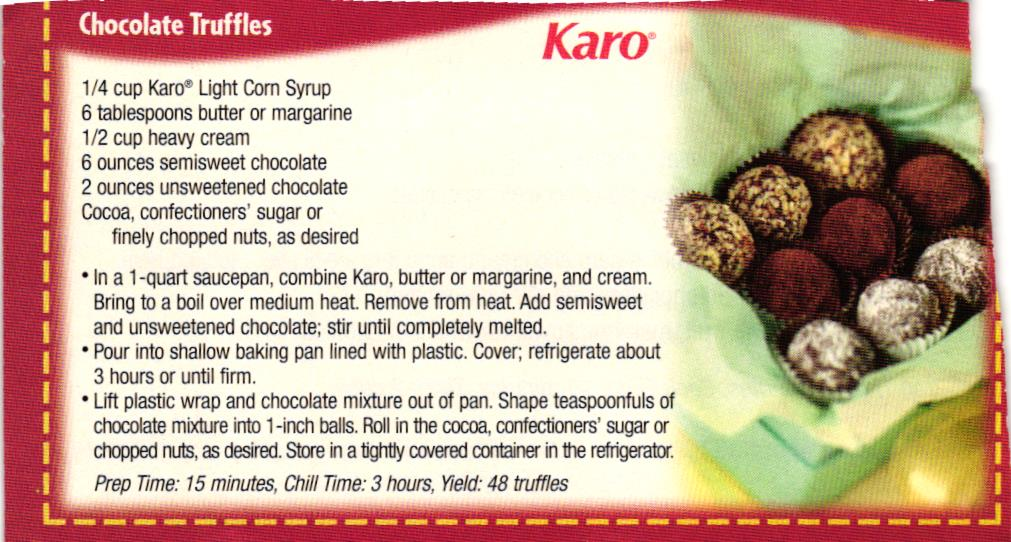 Chocolate Truffles
Karo®
1/4 cup Karo® Light Corn Syrup
6 tablespoons butter or margarine
1/2 cup heavy cream
6 ounces semisweet chocolate
2 ounces unsweetened chocolate
Cocoa, confectioners' sugar or
finely chopped nuts, as desired
• In a 1-quart saucepan, combine Karo, butter or margarine, and cream.
Bring to a boil over medium heat. Remove from heat. Add semisweet
and unsweetened chocolate; stir until completely melted.
• Pour into shallow baking pan lined with plastic. Cover; refrigerate about
3 hours or until firm.
• Lift plastic wrap and chocolate mixture out of pan. Shape teaspoonfuls of
chocolate mixture into 1-inch balls. Roll in the cocoa, confectioners' sugar or
chopped nuts, as desired. Store in a tightly covered container in the refrigerator.
Prep Time: 15 minutes, Chill Time: 3 hours, Yield: 48 truffles